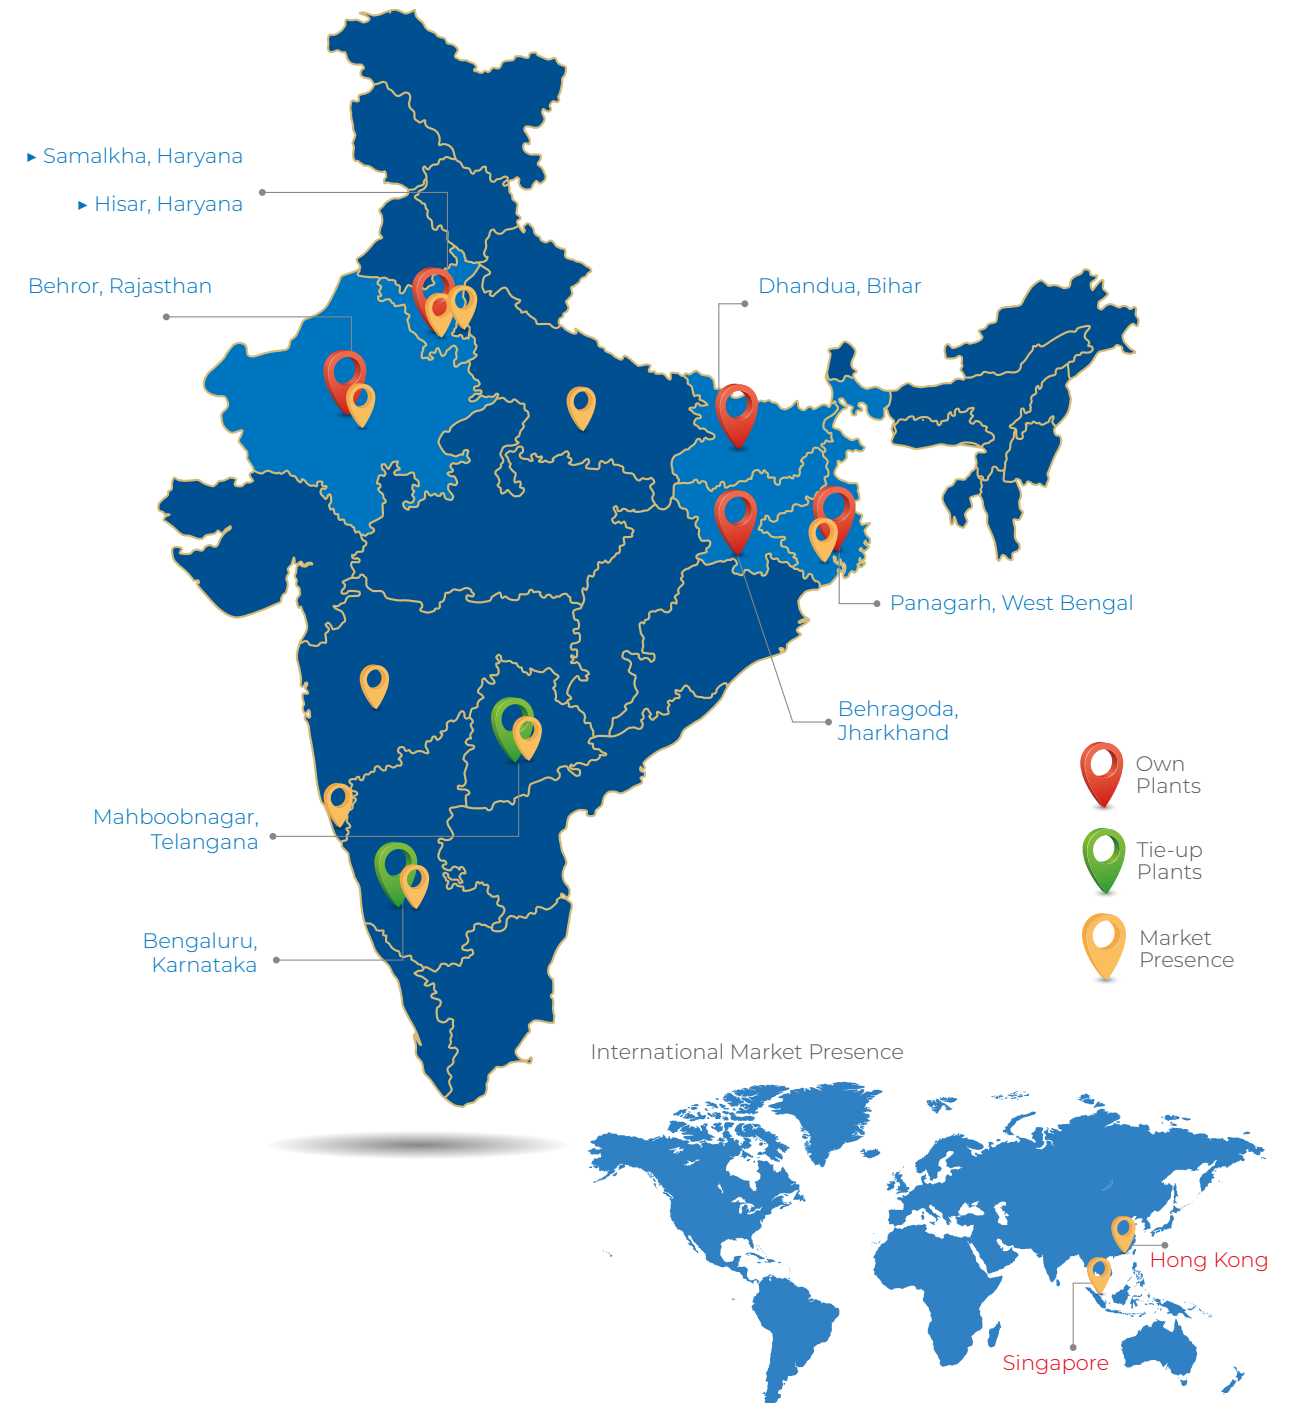 ▸ Samalkha, Haryana
▸ Hisar, Haryana
Behror, Rajasthan
Dhandua, Bihar
Panagarh, West Bengal
Behragoda,
Jharkhand
Own
Plants
Mahboobnagar,
Telangana
Tie-up
Plants
Bengaluru,
Karnataka
Market
Presence
International Market Presence
Hong Kong
Singapore